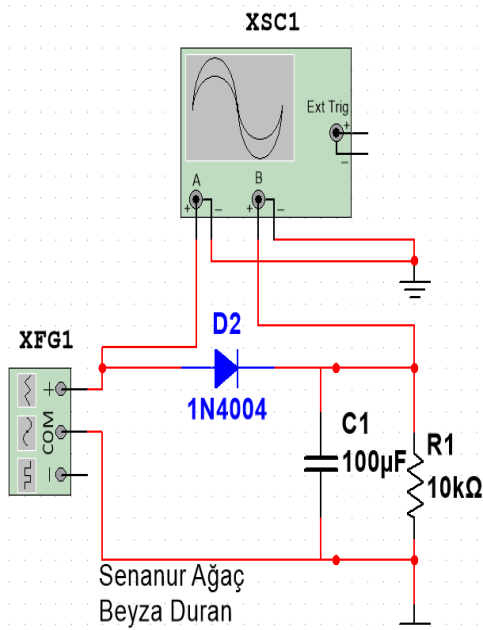 XSC1
Ext Trig
+
−
A
B
+
−
+
−
XFG1
+
COM
−
D2
1N4004
C1
100µF
R1
10kΩ
Senanur Ağaç
Beyza Duran